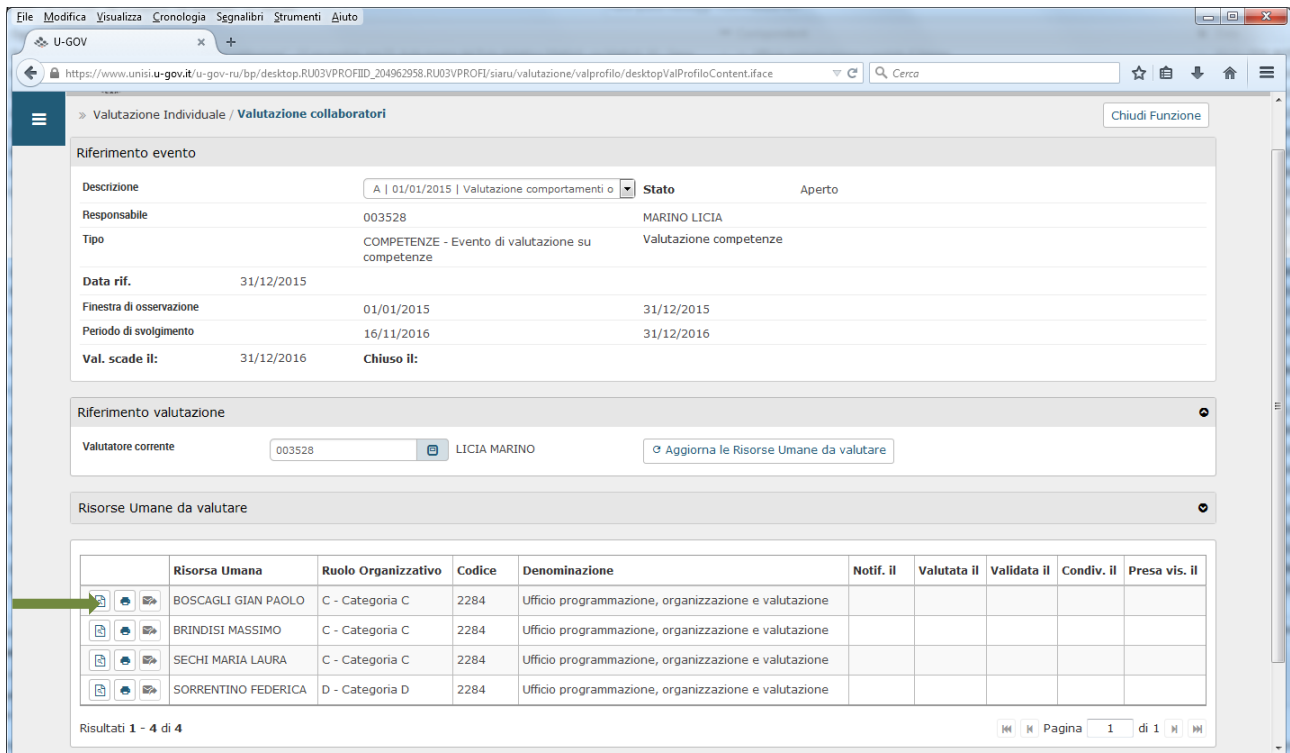 File Modifica Visualizza Cronologia Segnalibri Strumenti Aiuto
U-GOV
https://www.unisi.u-gov.it/u-gov-ru/bp/desktop.RU03VPROFIID_204962958.RU03VPROFI/siaru/valutazione/valprofilo/desktopValProfiloContent.iface
Cerca
» Valutazione Individuale / Valutazione collaboratori
Chiudi Funzione
Riferimento evento
Descrizione A | 01/01/2015 | Valutazione comportamenti o Stato Aperto
Responsabile 003528 MARINO LICIA
Tipo COMPETENZE - Evento di valutazione su competenze Valutazione competenze
Data rif. 31/12/2015
Finestra di osservazione 01/01/2015 31/12/2015
Periodo di svolgimento 16/11/2016 31/12/2016
Val. scade il: 31/12/2016 Chiuso il:
Riferimento valutazione
Valutatore corrente 003528 LICIA MARINO Aggiorna le Risorse Umane da valutare
Risorse Umane da valutare
Risorsa Umana Ruolo Organizzativo Codice Denominazione Notif. il Valutata il Validata il Condiv. il Presa vis. il
BOSCAGLI GIAN PAOLO C - Categoria C 2284 Ufficio programmazione, organizzazione e valutazione
BRINDISI MASSIMO C - Categoria C 2284 Ufficio programmazione, organizzazione e valutazione
SECHI MARIA LAURA C - Categoria C 2284 Ufficio programmazione, organizzazione e valutazione
SORRENTINO FEDERICA D - Categoria D 2284 Ufficio programmazione, organizzazione e valutazione
Risultati 1 - 4 di 4 Pagina 1 di 1